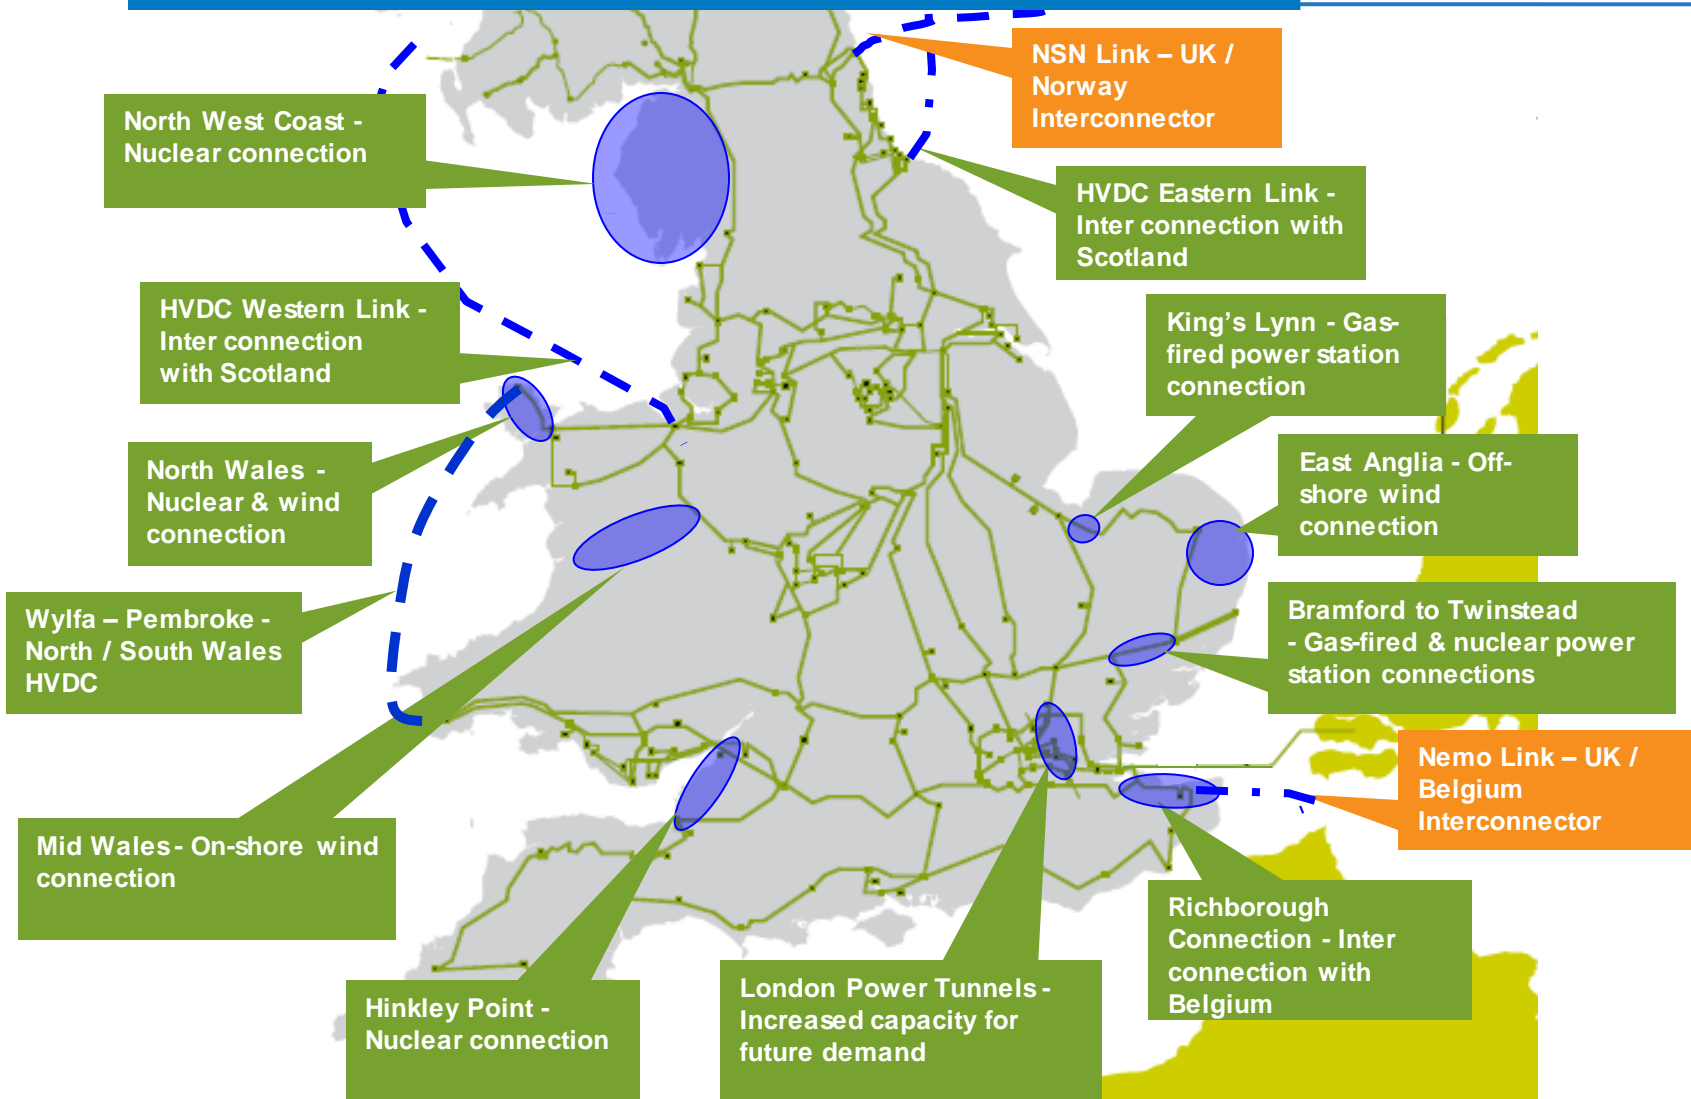 NSN Link – UK /
Norway
Interconnector
North West Coast -
Nuclear connection
HVDC Eastern Link -
Inter connection with
Scotland
HVDC Western Link -
Inter connection
with Scotland
King’s Lynn - Gas-
fired power station
connection
North Wales -
Nuclear & wind
connection
East Anglia - Off-
shore wind
connection
Wylfa – Pembroke -
North / South Wales
HVDC
Bramford to Twinstead
- Gas-fired & nuclear power
station connections
Nemo Link – UK /
Belgium
Interconnector
Mid Wales - On-shore wind
connection
Richborough
Connection - Inter
connection with
Belgium
Hinkley Point -
Nuclear connection
London Power Tunnels -
Increased capacity for
future demand